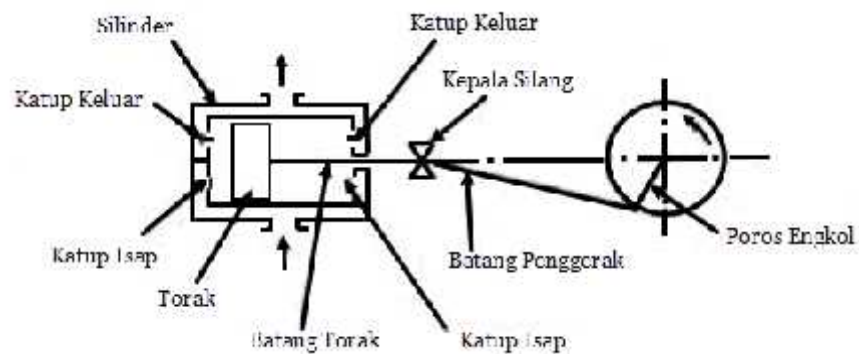 Silinder
Katup Keluar
Kepala Silang
Katup Keluar
Katup Isap
Torak
Batang Torak
Katup Isap
Batang Penggerak
Poros Engkol